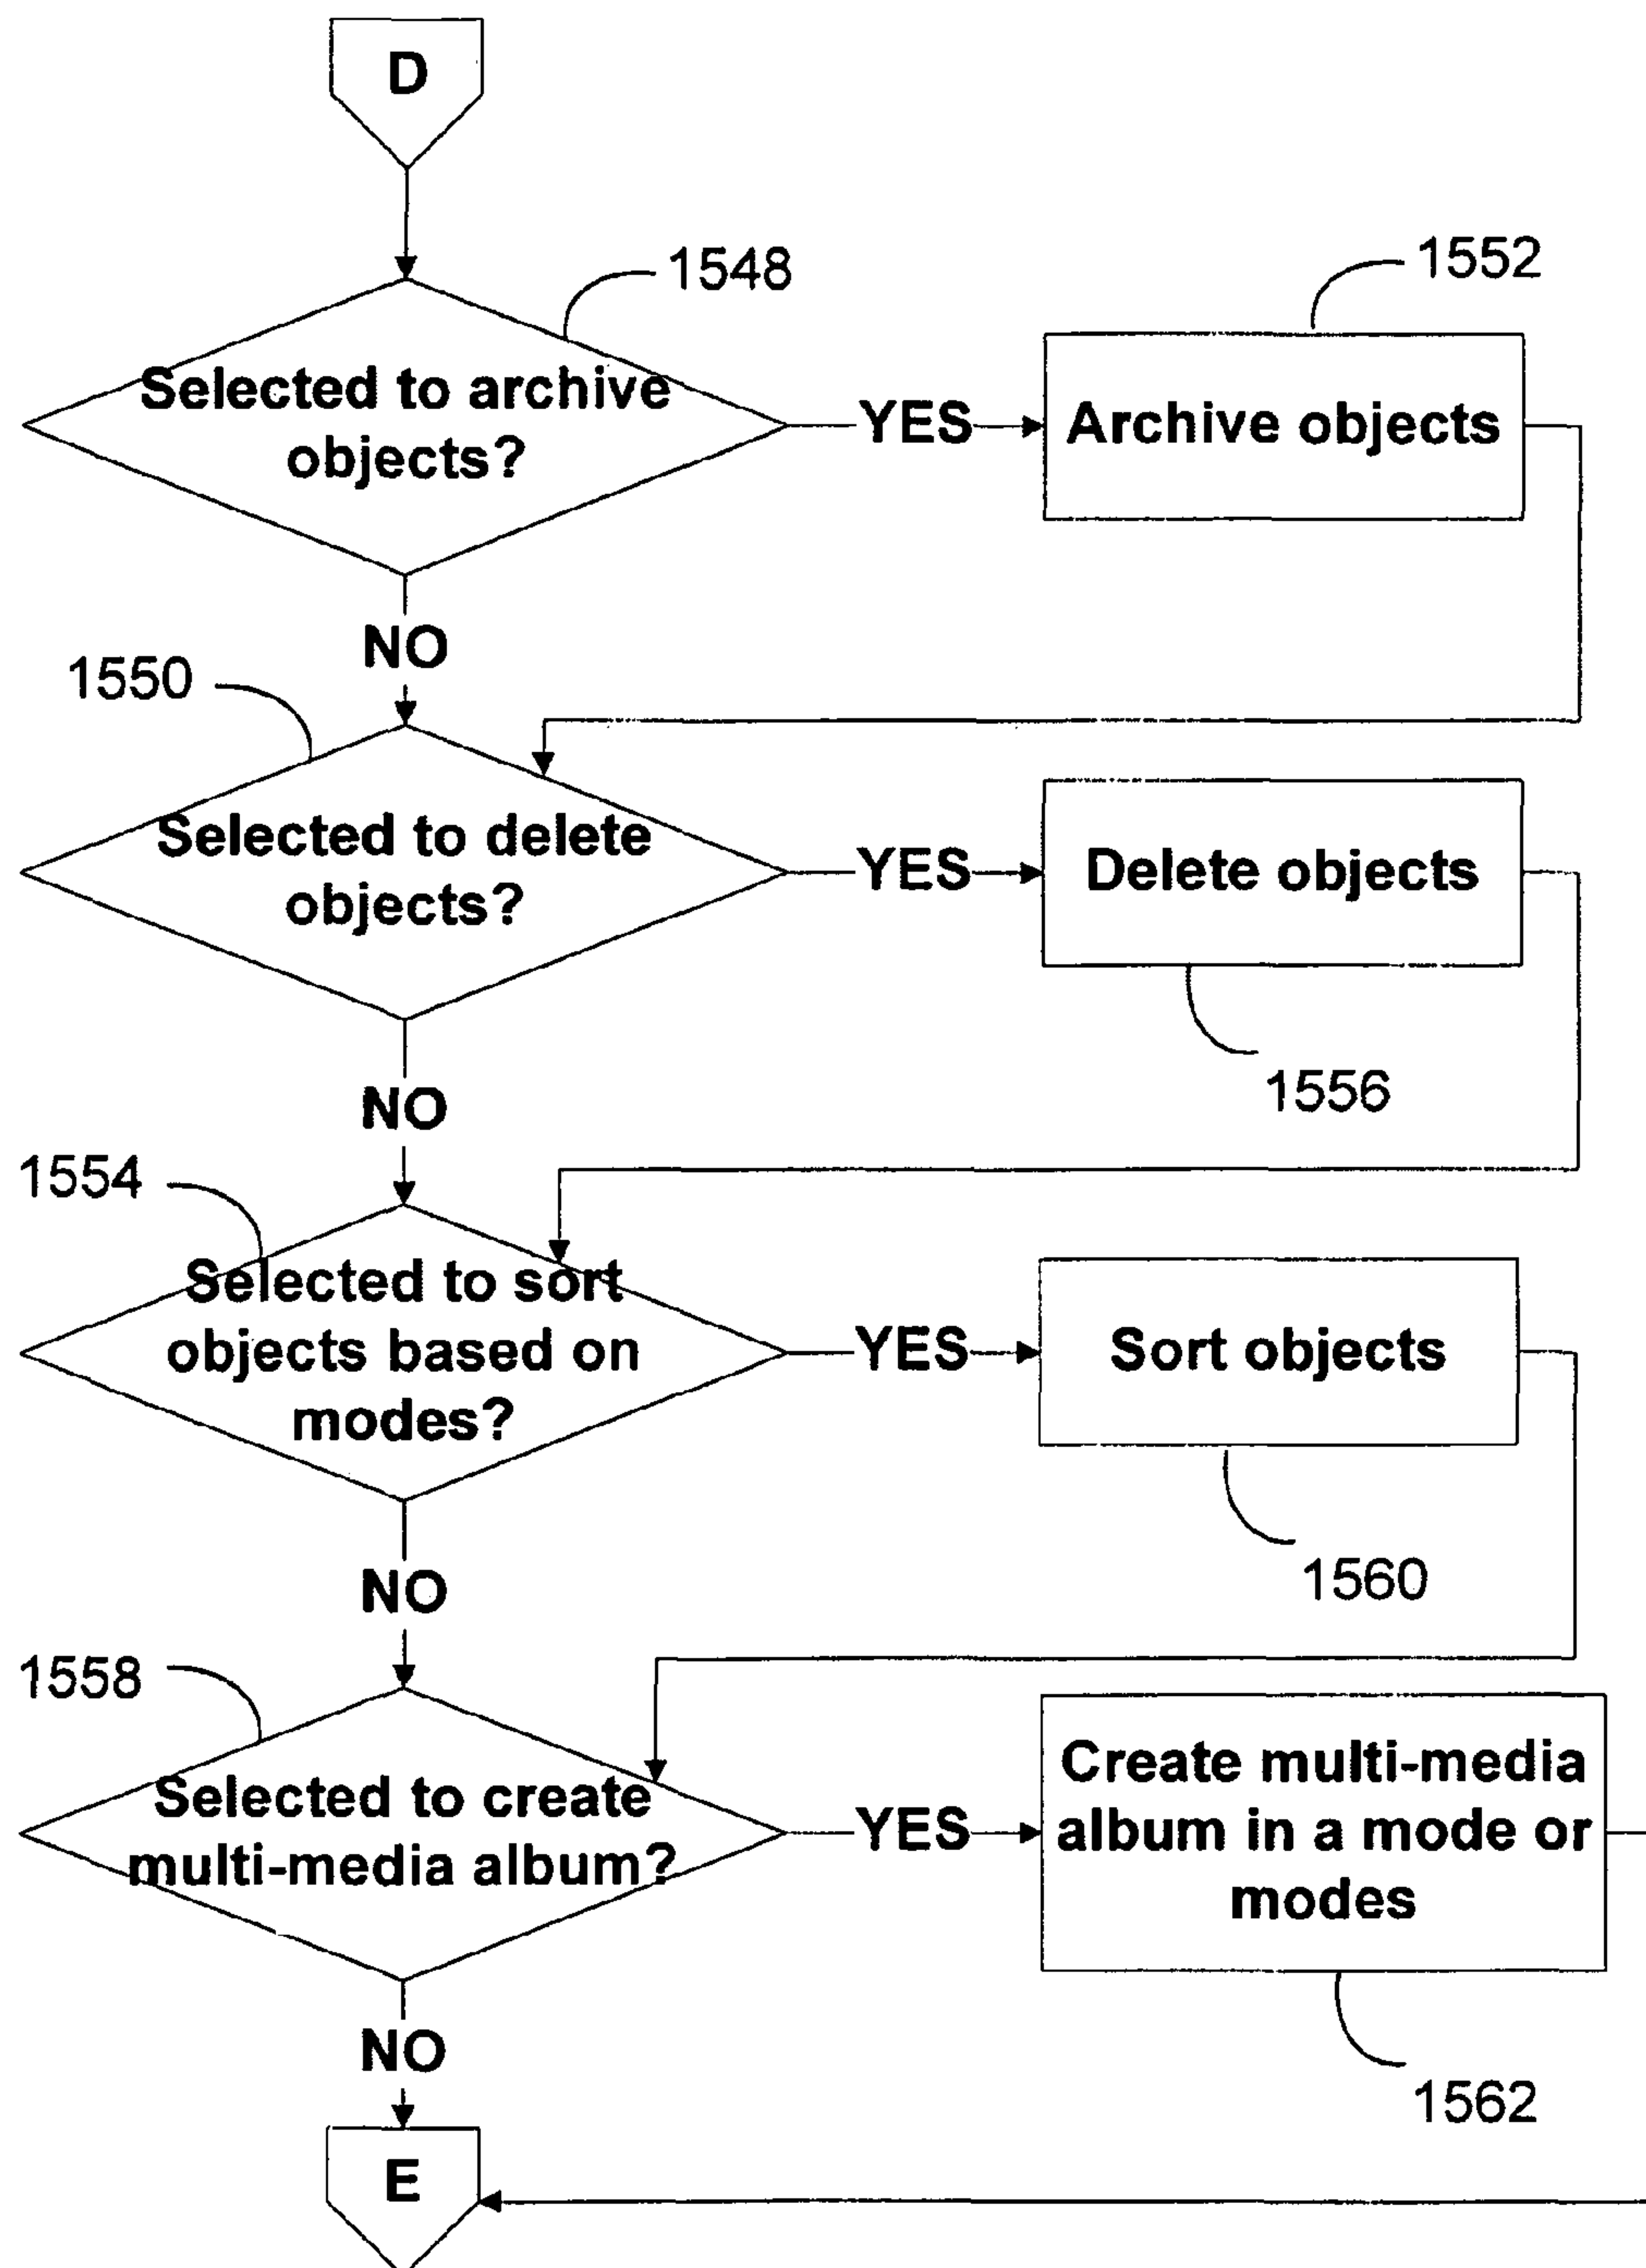 D
1548
1552
Selected to archive
objects?
YES
Archive objects
NO
1550
Selected to delete
objects?
YES
Delete objects
1556
NO
1554
Selected to sort
objects based on
modes?
YES
Sort objects
1560
NO
1558
Selected to create
multi-media album?
YES
Create multi-media
album in a mode or
modes
NO
1562
E